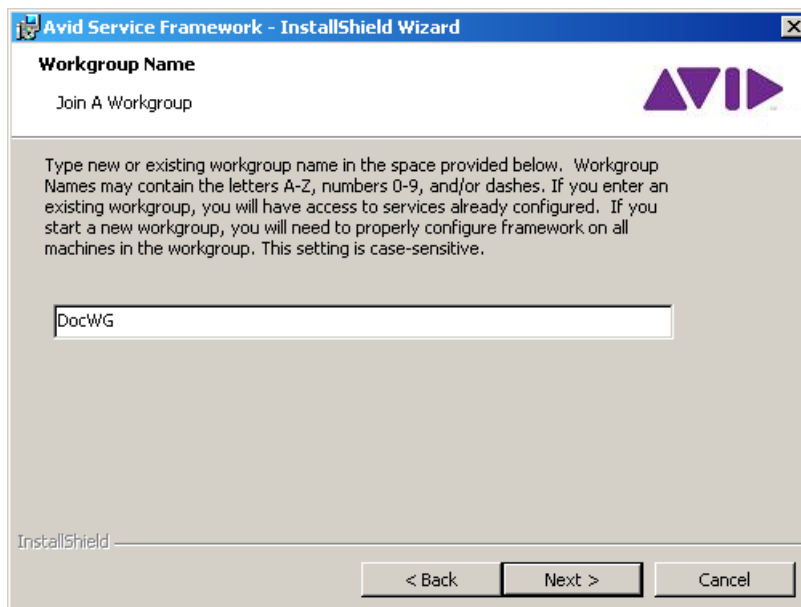 Avid Service Framework - InstallShield Wizard
Workgroup Name
Join A Workgroup
AVID
Type new or existing workgroup name in the space provided below. Workgroup
Names may contain the letters A-Z, numbers 0-9, and/or dashes. If you enter an
existing workgroup, you will have access to services already configured. If you
start a new workgroup, you will need to properly configure framework on all
machines in the workgroup. This setting is case-sensitive.
DocWG
InstallShield
< Back
Next >
Cancel